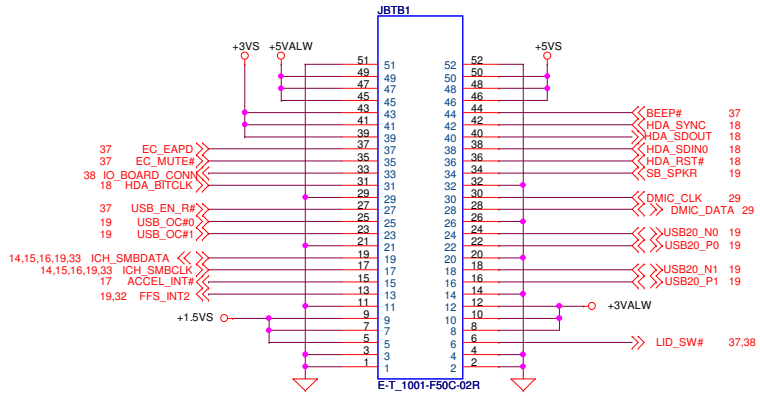 JBTB1
+3VS +5VALW +5VS
51 51 52 52
49 49 50 50
47 47 48 48
45 45 46 46
43 43 44 44 BEEP# 37
41 41 42 42 HDA_SYNC 18
39 39 40 40 HDA_SDOUT 18
37 EC_EAPD 37 37 38 38 HDA_SDIN0 18
37 EC_MUTE# 35 35 36 36 HDA_RST# 18
38 IO_BOARD_CONN 33 33 34 34 SB_SPKR 19
18 HDA_BITCLK 31 31 32 32
29 29 30 30 DMIC_CLK 29
37 USB_EN_R# 27 27 28 28 DMIC_DATA 29
19 USB_OC#0 25 25 26 26
19 USB_OC#1 23 23 24 24 USB20_N0 19
21 21 22 22 USB20_P0 19
14,15,16,19,33 ICH_SMBDATA 19 19 20 20
14,15,16,19,33 ICH_SMBCLK 17 17 18 18 USB20_N1 19
17 ACCEL_INT# 15 15 16 16 USB20_P1 19
19,32 FFS_INT2 13 13 14 14
11 11 12 12 +3VALW
+1.5VS 9 9 10 10
7 7 8 8
5 5 6 6 LID_SW# 37,38
3 3 4 4
1 1 2 2
E-T_1001-F50C-02R